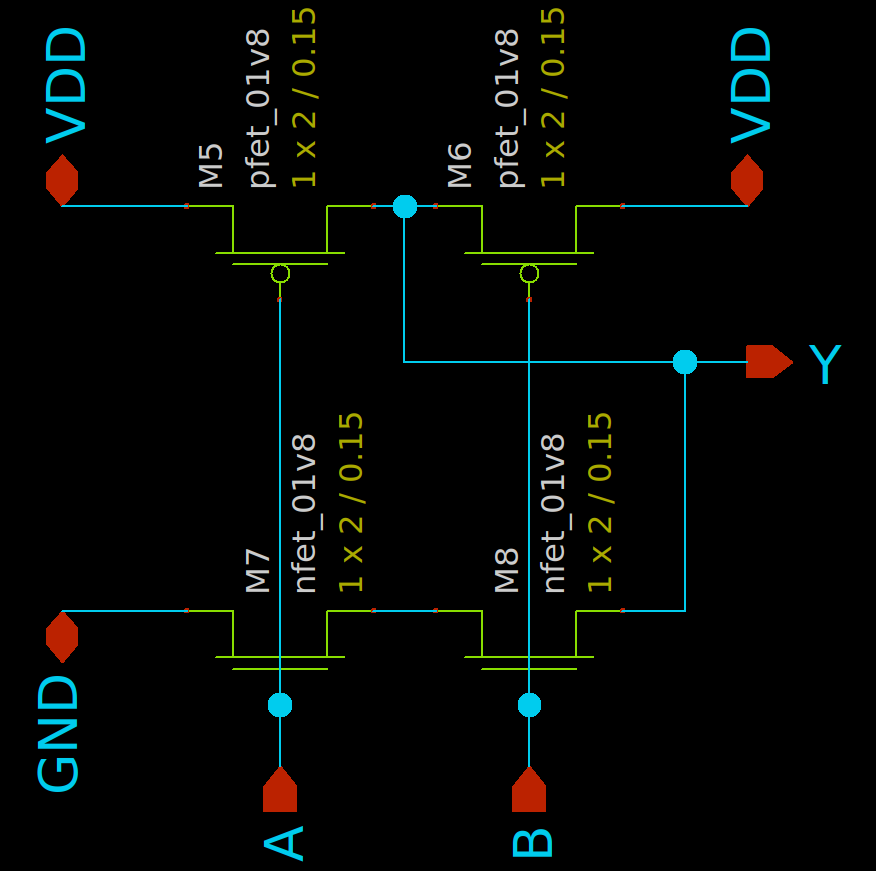 VDD
M5
pfet_01v8
1 x 2 / 0.15
M6
pfet_01v8
1 x 2 / 0.15
VDD
Y
M7
nfet_01v8
1 x 2 / 0.15
M8
nfet_01v8
1 x 2 / 0.15
GND
A
B